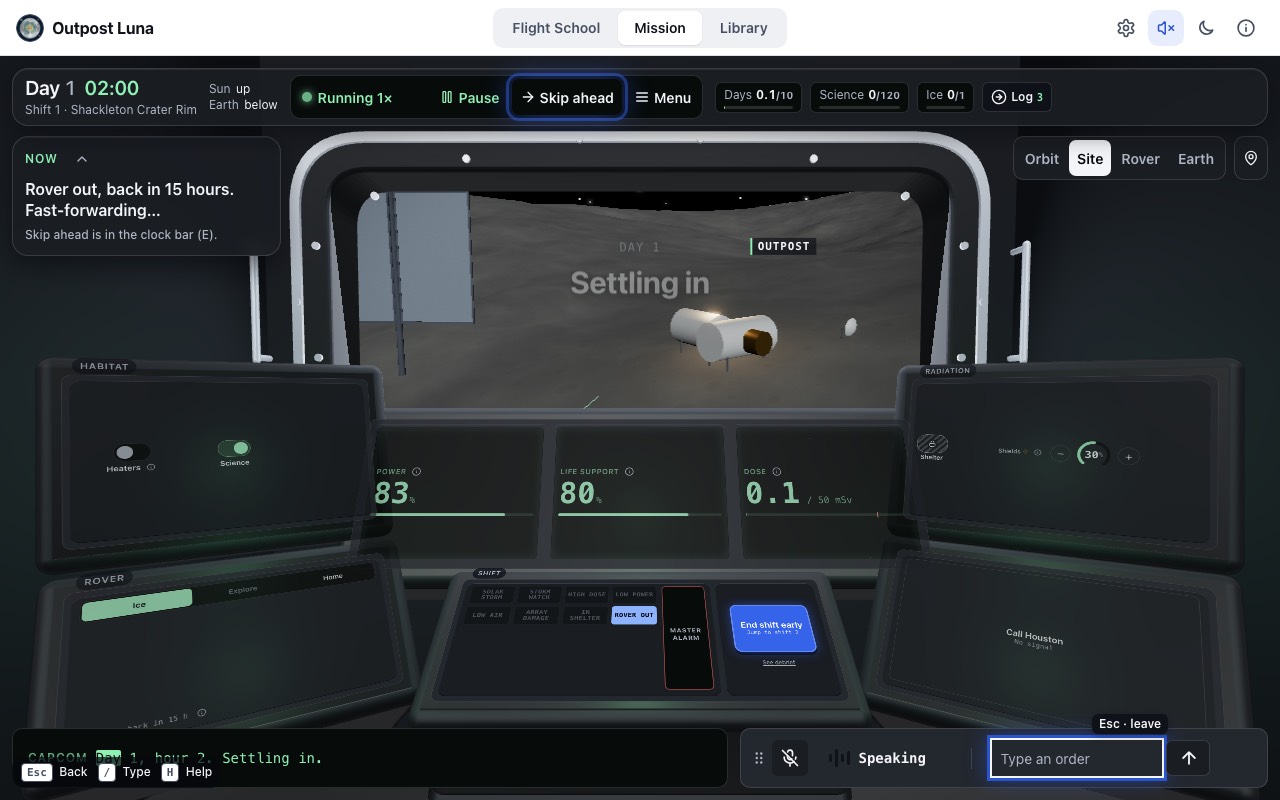 Outpost Luna
Flight School
Mission
Library
Day 1 02:00
Shift 1 · Shackleton Crater Rim
Sun up
Earth below
Running 1×
Pause
Skip ahead
Menu
Days 0.1/10
Science 0/120
Ice 0/1
Log 3
NOW
Rover out, back in 15 hours.
Fast-forwarding...
Skip ahead is in the clock bar (E).
Orbit
Site
Rover
Earth
DAY 1
OUTPOST
Settling in
HABITAT
Heaters
Science
POWER
83%
LIFE SUPPORT
80%
DOSE
0.1 / 50 mSv
RADIATION
Shelter
Shields
−
30%
+
ROVER
Ice
Explore
Home
back in 15 h
SHIFT
SOLAR STORM
STORM WATCH
HIGH DOSE
LOW POWER
LOW AIR
ARRAY DAMAGE
IN SHELTER
ROVER OUT
MASTER ALARM
End shift early
Jump to shift 2
See debrief
Call Houston
No signal
CAPCOM Day 1, hour 2. Settling in.
Esc Back
/ Type
H Help
Speaking
Esc · leave
Type an order